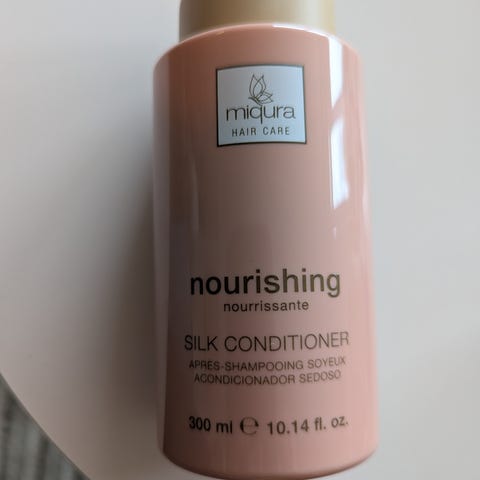 miqura
HAIR CARE
nourishing
nourrissante
SILK CONDITIONER
APRÈS-SHAMPOOING SOYEUX
ACONDICIONADOR SEDOSO
300 ml ℮ 10.14 fl. oz.